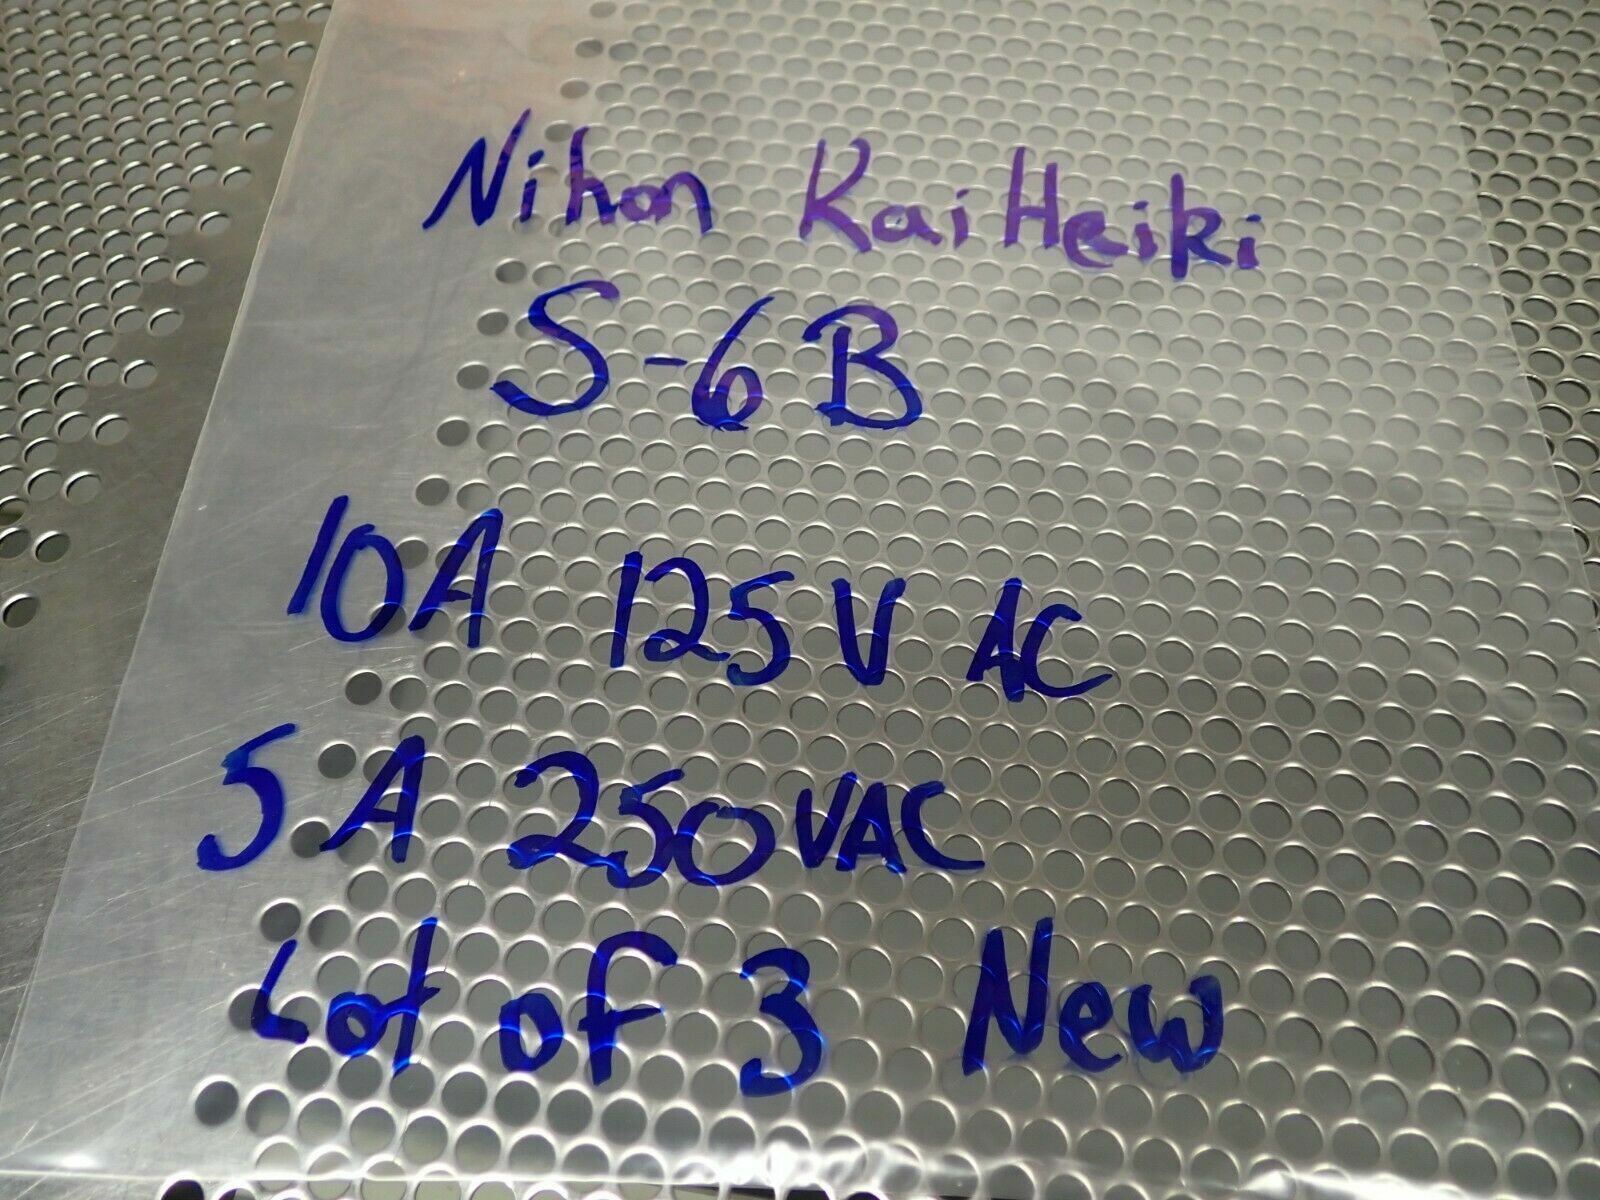 Nihon KaiHeiki
S-6B
10A 125V AC
5A 250VAC
Lot of 3 New